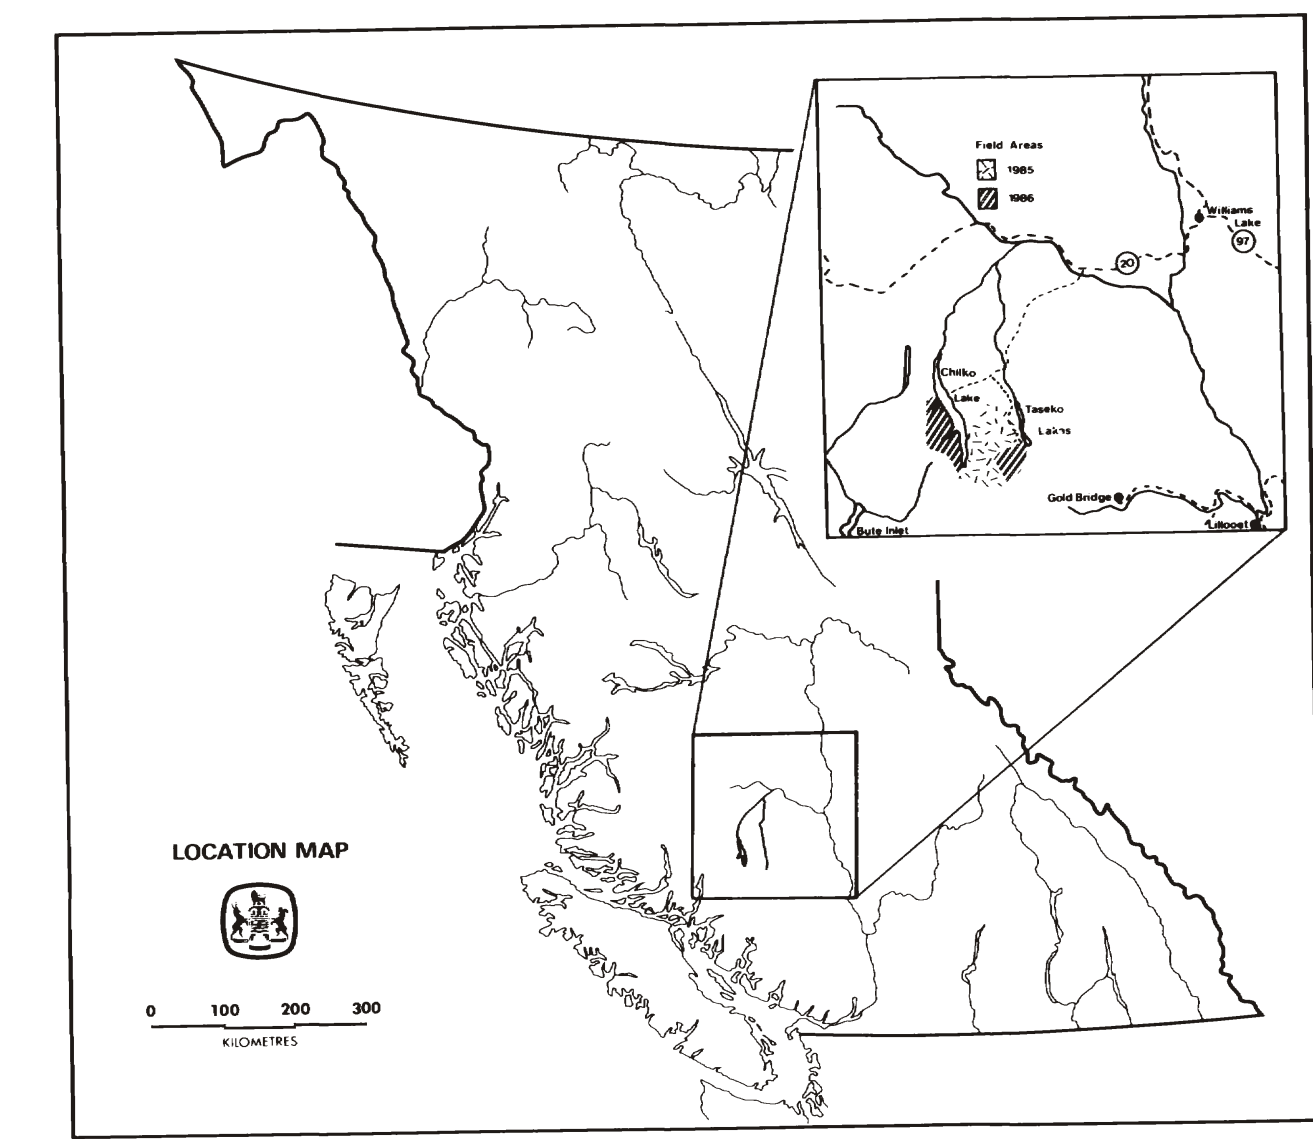 Field Areas
1985
1986
Williams
Lake
97
20
Chilko
Lake
Taseko
Lakes
Gold Bridge
Lillooet
Bute Inlet
LOCATION MAP
0 100 200 300
KILOMETRES